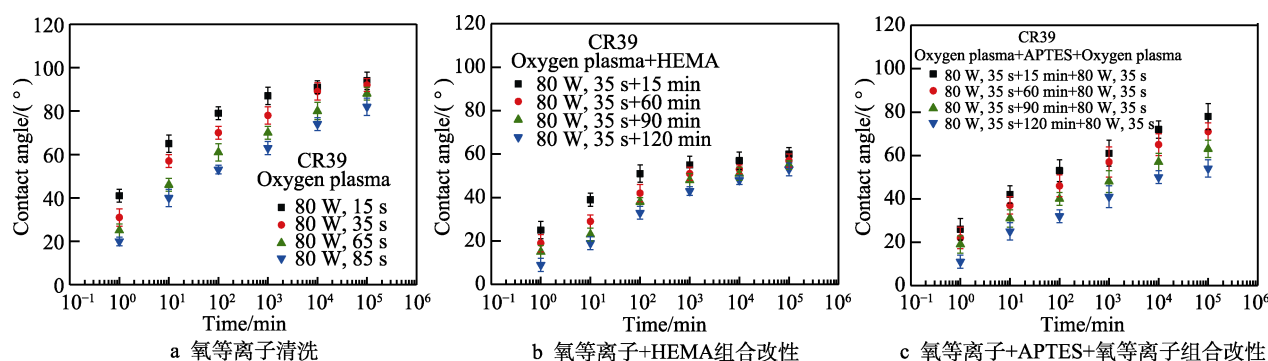 120
100
80
60
40
20
0
Contact angle/(°)
CR39
Oxygen plasma
80 W, 15 s
80 W, 35 s
80 W, 65 s
80 W, 85 s
10⁻¹ 10⁰ 10¹ 10² 10³ 10⁴ 10⁵ 10⁶
Time/min
a 氧等离子清洗
120
100
80
60
40
20
0
Contact angle/(°)
CR39
Oxygen plasma+HEMA
80 W, 35 s+15 min
80 W, 35 s+60 min
80 W, 35 s+90 min
80 W, 35 s+120 min
10⁻¹ 10⁰ 10¹ 10² 10³ 10⁴ 10⁵ 10⁶
Time/min
b 氧等离子+HEMA组合改性
120
100
80
60
40
20
0
Contact angle/(°)
CR39
Oxygen plasma+APTES+Oxygen plasma
80 W, 35 s+15 min+80 W, 35 s
80 W, 35 s+60 min+80 W, 35 s
80 W, 35 s+90 min+80 W, 35 s
80 W, 35 s+120 min+80 W, 35 s
10⁻¹ 10⁰ 10¹ 10² 10³ 10⁴ 10⁵ 10⁶
Time/min
c 氧等离子+APTES+氧等离子组合改性